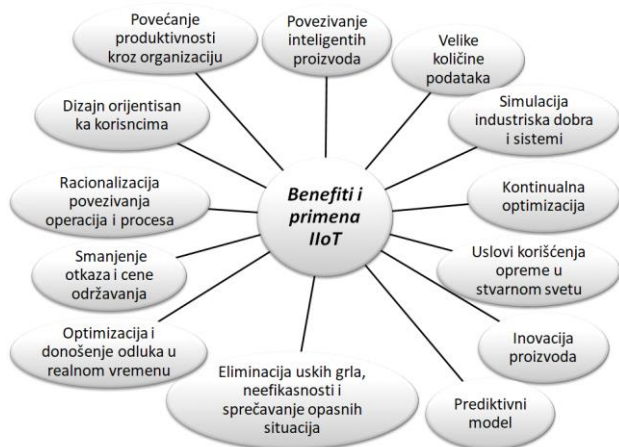 Povećanje
produktivnosti
kroz organizaciju
Povezivanje
inteligentih
proizvoda
Velike
količine
podataka
Dizajn orijentisan
ka korisncima
Simulacija
industriska dobra
i sistemi
Racionalizacija
povezivanja
operacija i procesa
Benefiti i
primena
IIoT
Kontinualna
optimizacija
Smanjenje
otkaza i cene
održavanja
Uslovi korišćenja
opreme u
stvarnom svetu
Optimizacija i
donošenje odluka u
realnom vremenu
Eliminacija uskih grla,
neefikasnosti i
sprečavanje opasnih
situacija
Inovacija
proizvoda
Prediktivni
model